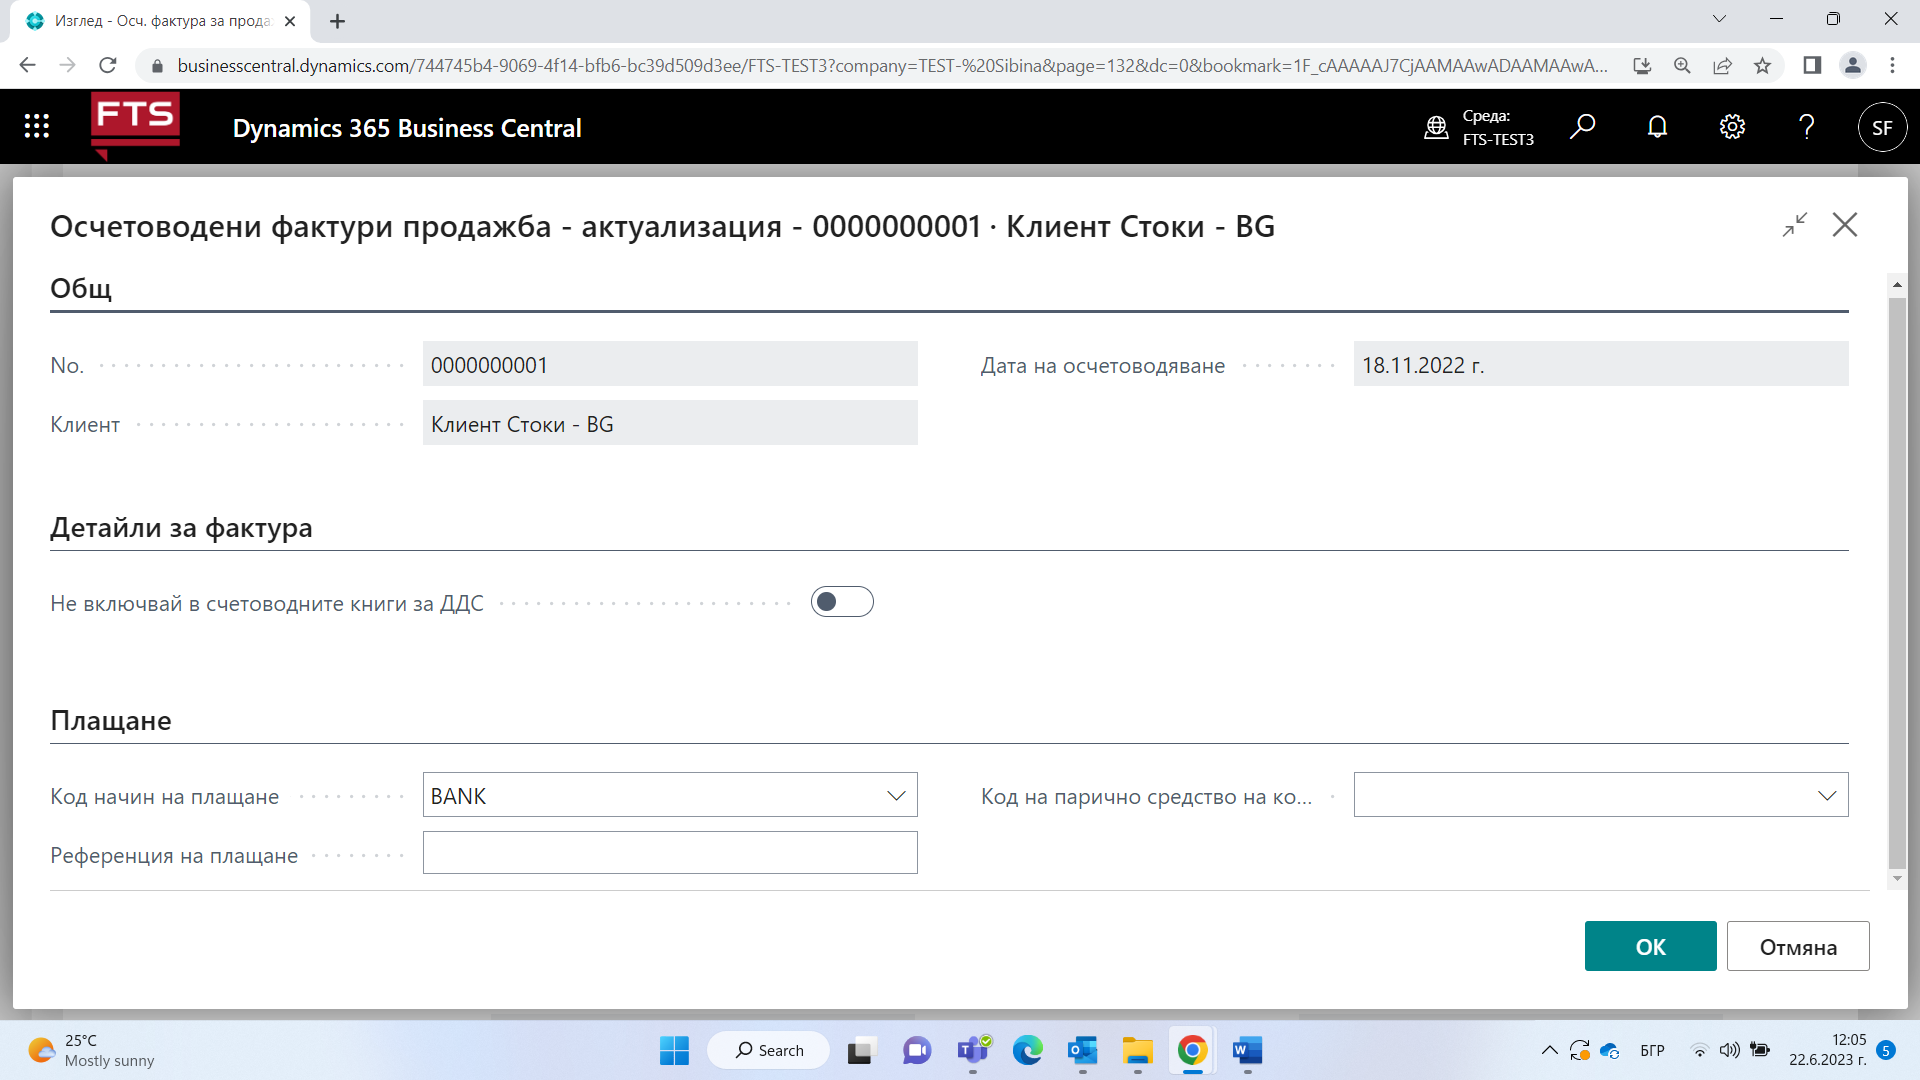 Изглед - Осч. фактура за прода
businesscentral.dynamics.com/744745b4-9069-4f14-bfb6-bc39d509d3ee/FTS-TEST3?company=TEST-%20Sibina&page=132&dc=0&bookmark=1F_cAAAAAJ7CjAAMAAwADAAMAAwA...
FTS
Dynamics 365 Business Central
Среда:
FTS-TEST3
SF
Осчетоводени фактури продажба - актуализация - 0000000001 · Клиент Стоки - BG
Общ
No.
0000000001
Дата на осчетоводяване
18.11.2022 г.
Клиент
Клиент Стоки - BG
Детайли за фактура
Не включвай в счетоводните книги за ДДС
Плащане
Код начин на плащане
BANK
Код на парично средство на ко...
Референция на плащане
ОК
Отмяна
25°C
Mostly sunny
Search
БГР
12:05
22.6.2023 г.
5